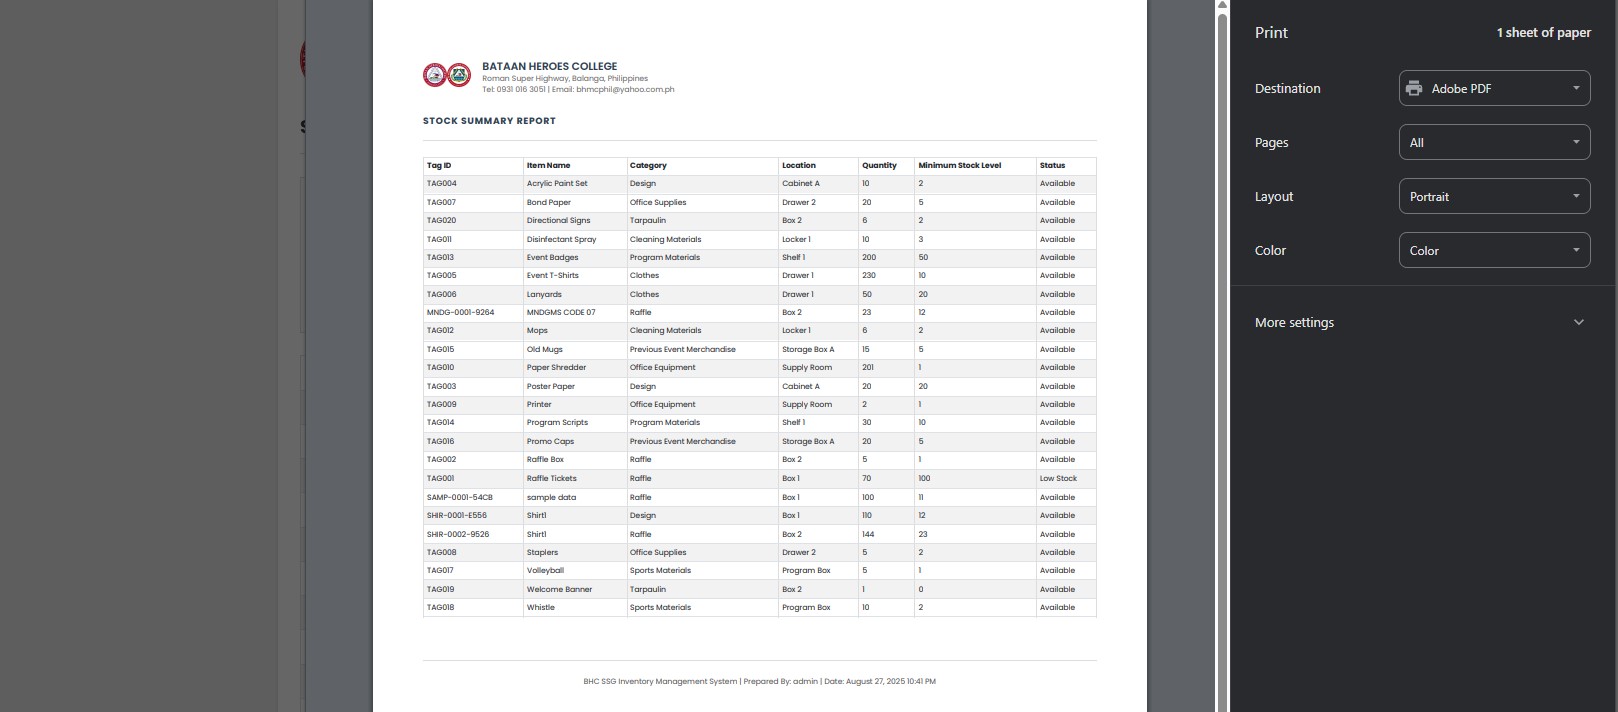 BATAAN HEROES COLLEGE
Roman Super Highway, Balanga, Philippines
Tel: 0931 016 3051 | Email: bhmcphil@yahoo.com.ph
STOCK SUMMARY REPORT
Tag ID Item Name Category Location Quantity Minimum Stock Level Status
TAG004 Acrylic Paint Set Design Cabinet A 10 2 Available
TAG007 Bond Paper Office Supplies Drawer 2 20 5 Available
TAG020 Directional Signs Tarpaulin Box 2 6 2 Available
TAG011 Disinfectant Spray Cleaning Materials Locker 1 10 3 Available
TAG013 Event Badges Program Materials Shelf 1 200 50 Available
TAG005 Event T-Shirts Clothes Drawer 1 230 10 Available
TAG006 Lanyards Clothes Drawer 1 50 20 Available
MNDG-0001-9264 MNDGMS CODE 07 Raffle Box 2 23 12 Available
TAG012 Mops Cleaning Materials Locker 1 6 2 Available
TAG015 Old Mugs Previous Event Merchandise Storage Box A 15 5 Available
TAG010 Paper Shredder Office Equipment Supply Room 201 1 Available
TAG003 Poster Paper Design Cabinet A 20 20 Available
TAG009 Printer Office Equipment Supply Room 2 1 Available
TAG014 Program Scripts Program Materials Shelf 1 30 10 Available
TAG016 Promo Caps Previous Event Merchandise Storage Box A 20 5 Available
TAG002 Raffle Box Raffle Box 2 5 1 Available
TAG001 Raffle Tickets Raffle Box 1 70 100 Low Stock
SAMP-0001-54CB sample data Raffle Box 1 100 11 Available
SHIR-0001-E556 Shirt1 Design Box 1 110 12 Available
SHIR-0002-9526 Shirt1 Raffle Box 2 144 23 Available
TAG008 Staplers Office Supplies Drawer 2 5 2 Available
TAG017 Volleyball Sports Materials Program Box 5 1 Available
TAG019 Welcome Banner Tarpaulin Box 2 1 0 Available
TAG018 Whistle Sports Materials Program Box 10 2 Available
BHC SSG Inventory Management System | Prepared By: admin | Date: August 27, 2025 10:41 PM
Print 1 sheet of paper
Destination Adobe PDF
Pages All
Layout Portrait
Color Color
More settings